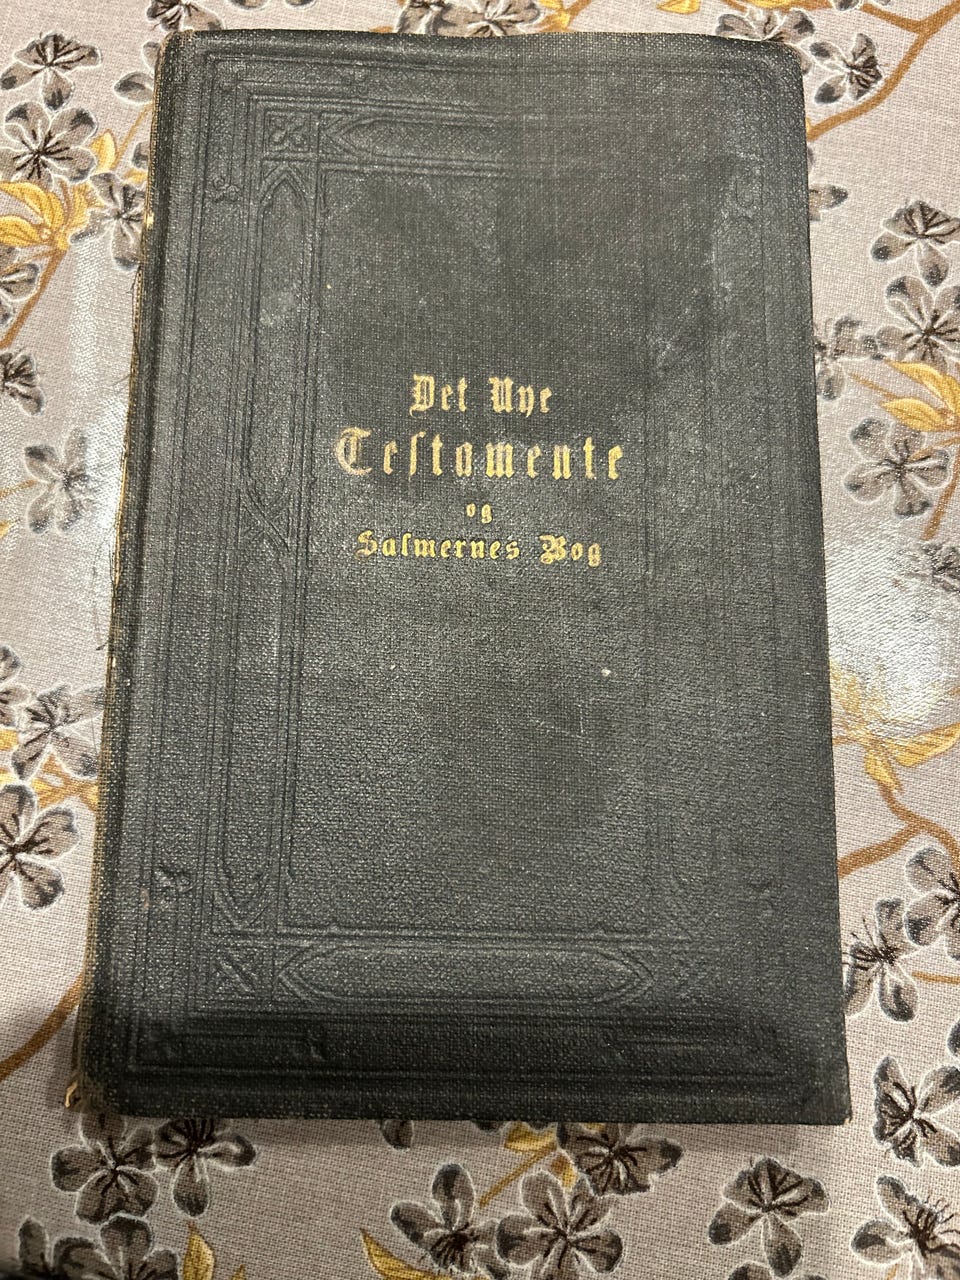 Det Nye
Testamente
og
Salmernes Bog